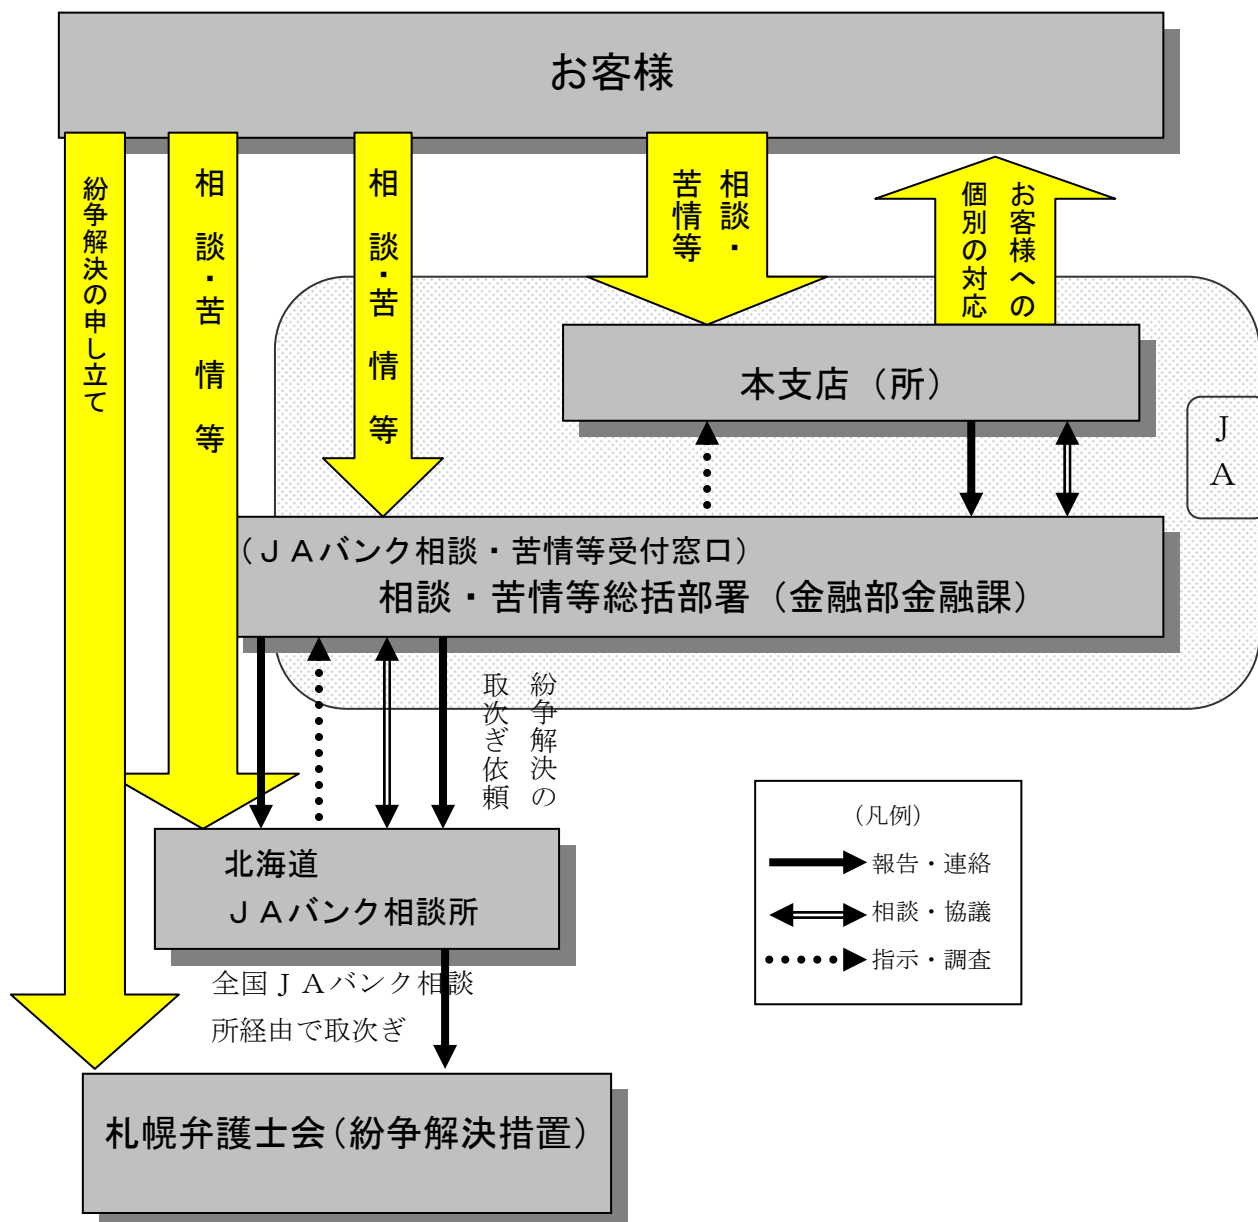 お客様
紛争解決の申し立て
相談・苦情等
相談・苦情等
相談・
苦情等
お客様への
個別の対応
本支店（所）
ＪＡ
（ＪＡバンク相談・苦情等受付窓口）
相談・苦情等総括部署（金融部金融課）
紛争解決の
取次ぎ依頼
（凡例）
報告・連絡
相談・協議
指示・調査
北海道
ＪＡバンク相談所
全国ＪＡバンク相談
所経由で取次ぎ
札幌弁護士会（紛争解決措置）